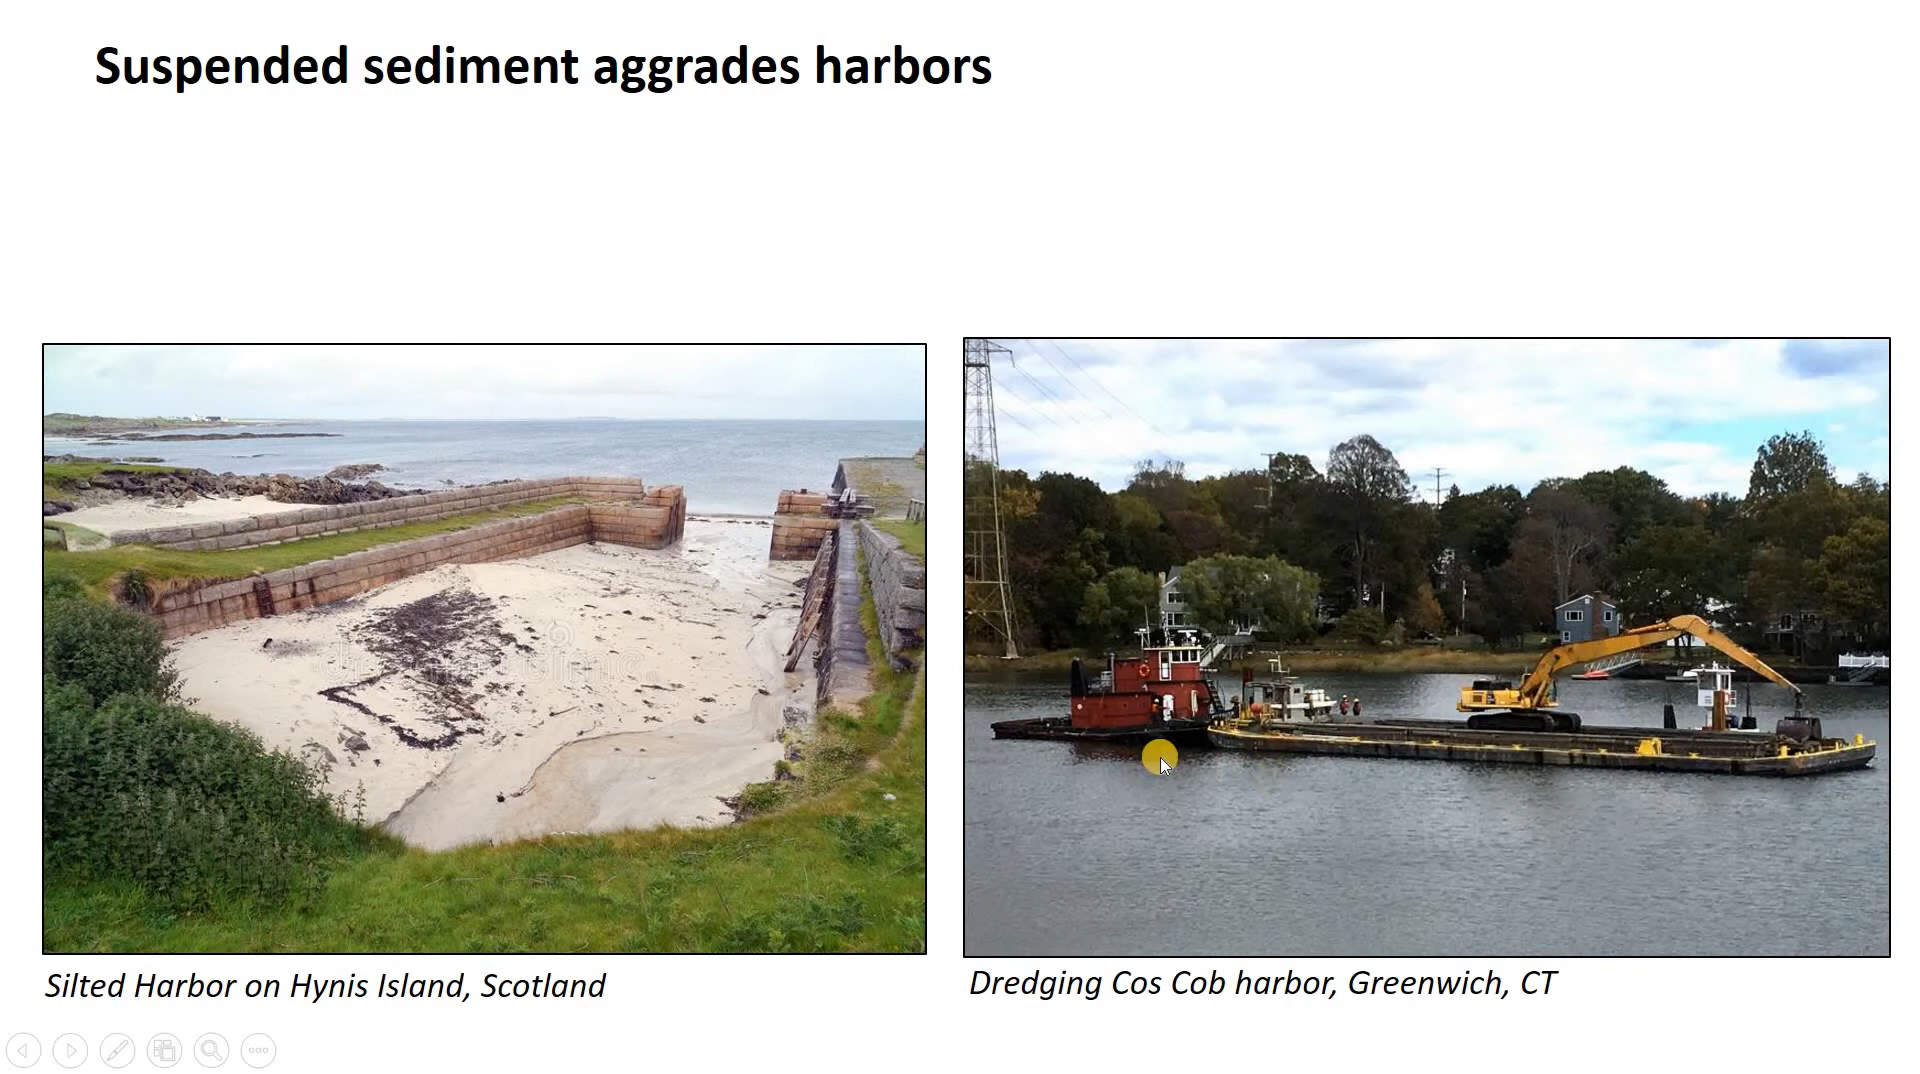 Suspended sediment aggrades harbors
Silted Harbor on Hynis Island, Scotland
Dredging Cos Cob harbor, Greenwich, CT